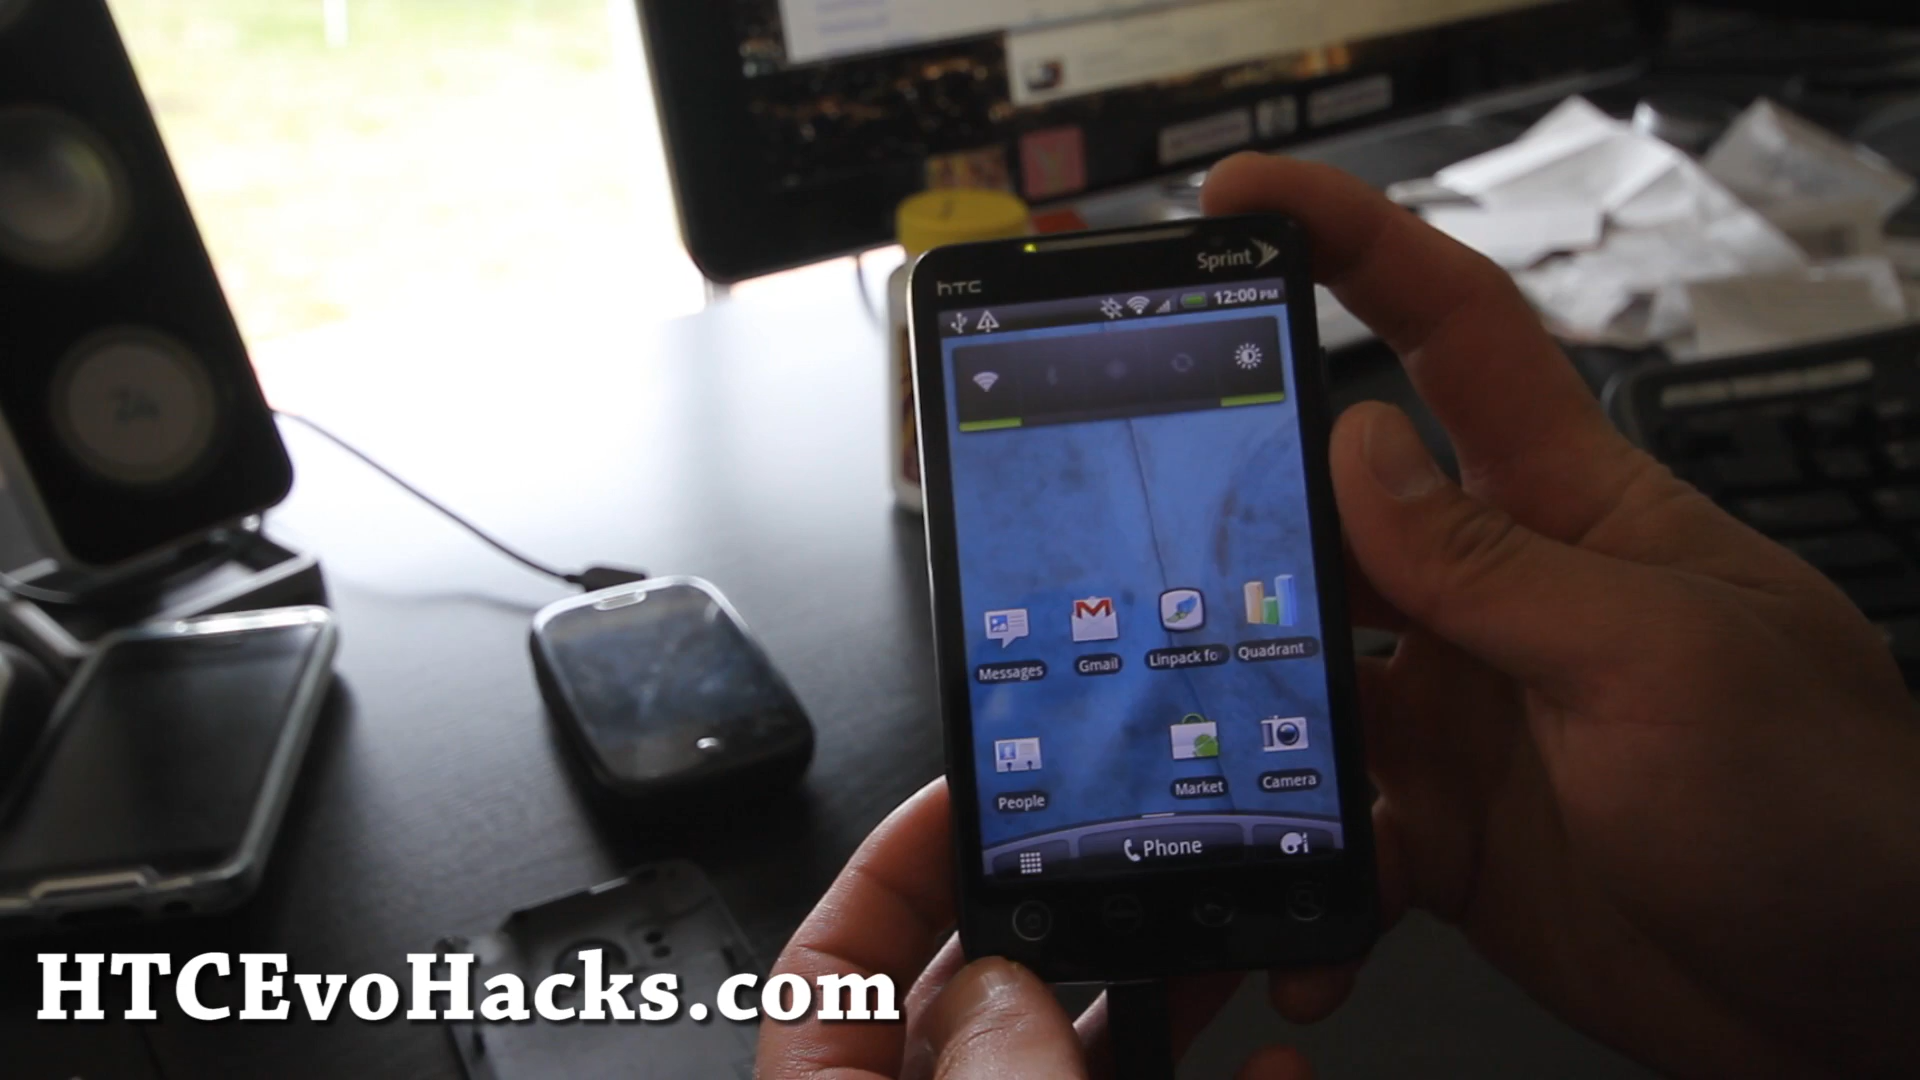 Sprint
hTC
12:00 PM
Messages
Gmail
Linpack fo
Quadrant
People
Market
Camera
Phone
HTCEvoHacks.com